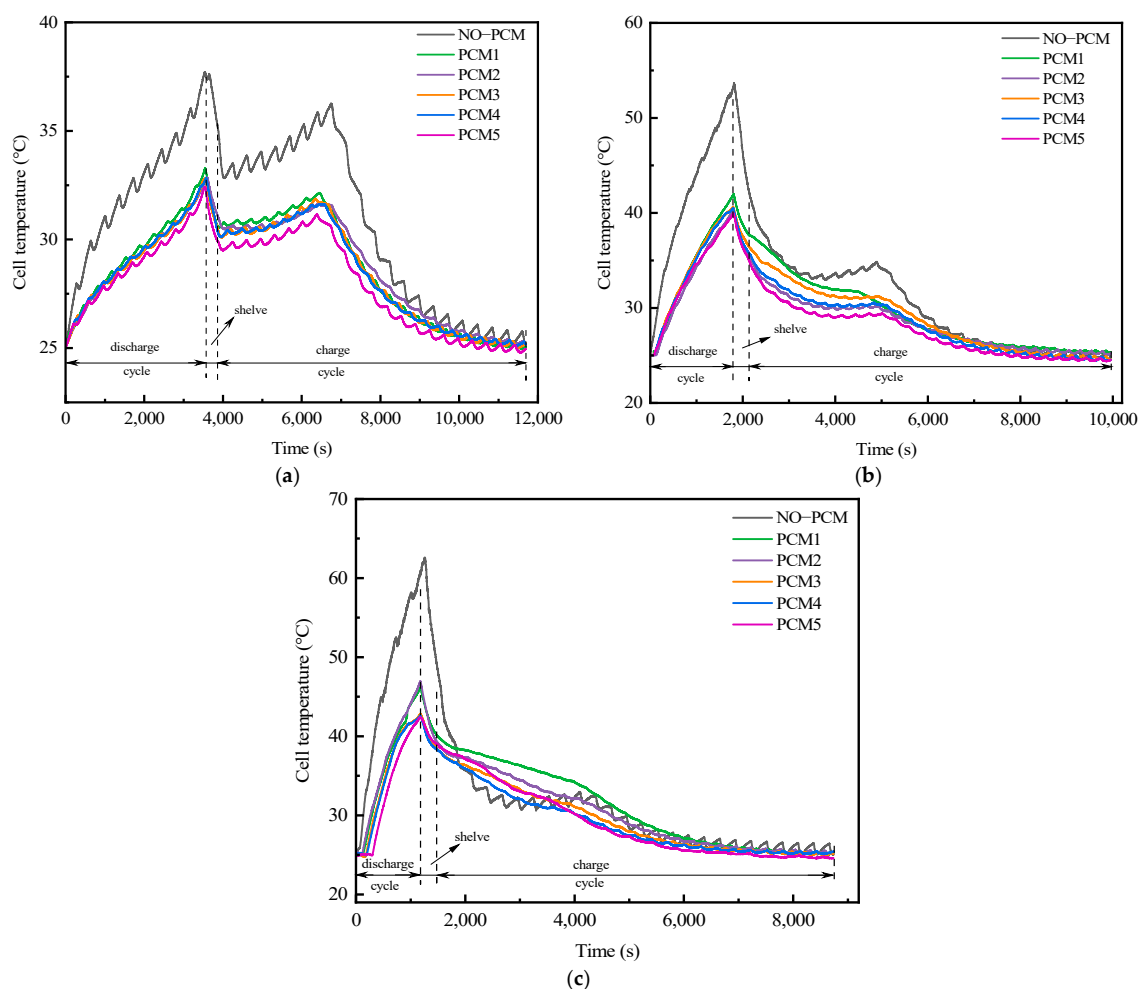 40
35
30
25
Cell temperature (°C)
NO−PCM
PCM1
PCM2
PCM3
PCM4
PCM5
shelve
discharge
charge
cycle
cycle
0
2,000
4,000
6,000
8,000
10,000
12,000
Time (s)
(a)
60
50
40
30
20
Cell temperature (°C)
NO−PCM
PCM1
PCM2
PCM3
PCM4
PCM5
shelve
discharge
charge
cycle
cycle
0
2,000
4,000
6,000
8,000
10,000
Time (s)
(b)
70
60
50
40
30
20
Cell temperature (°C)
NO−PCM
PCM1
PCM2
PCM3
PCM4
PCM5
shelve
discharge
charge
cycle
cycle
0
2,000
4,000
6,000
8,000
Time (s)
(c)